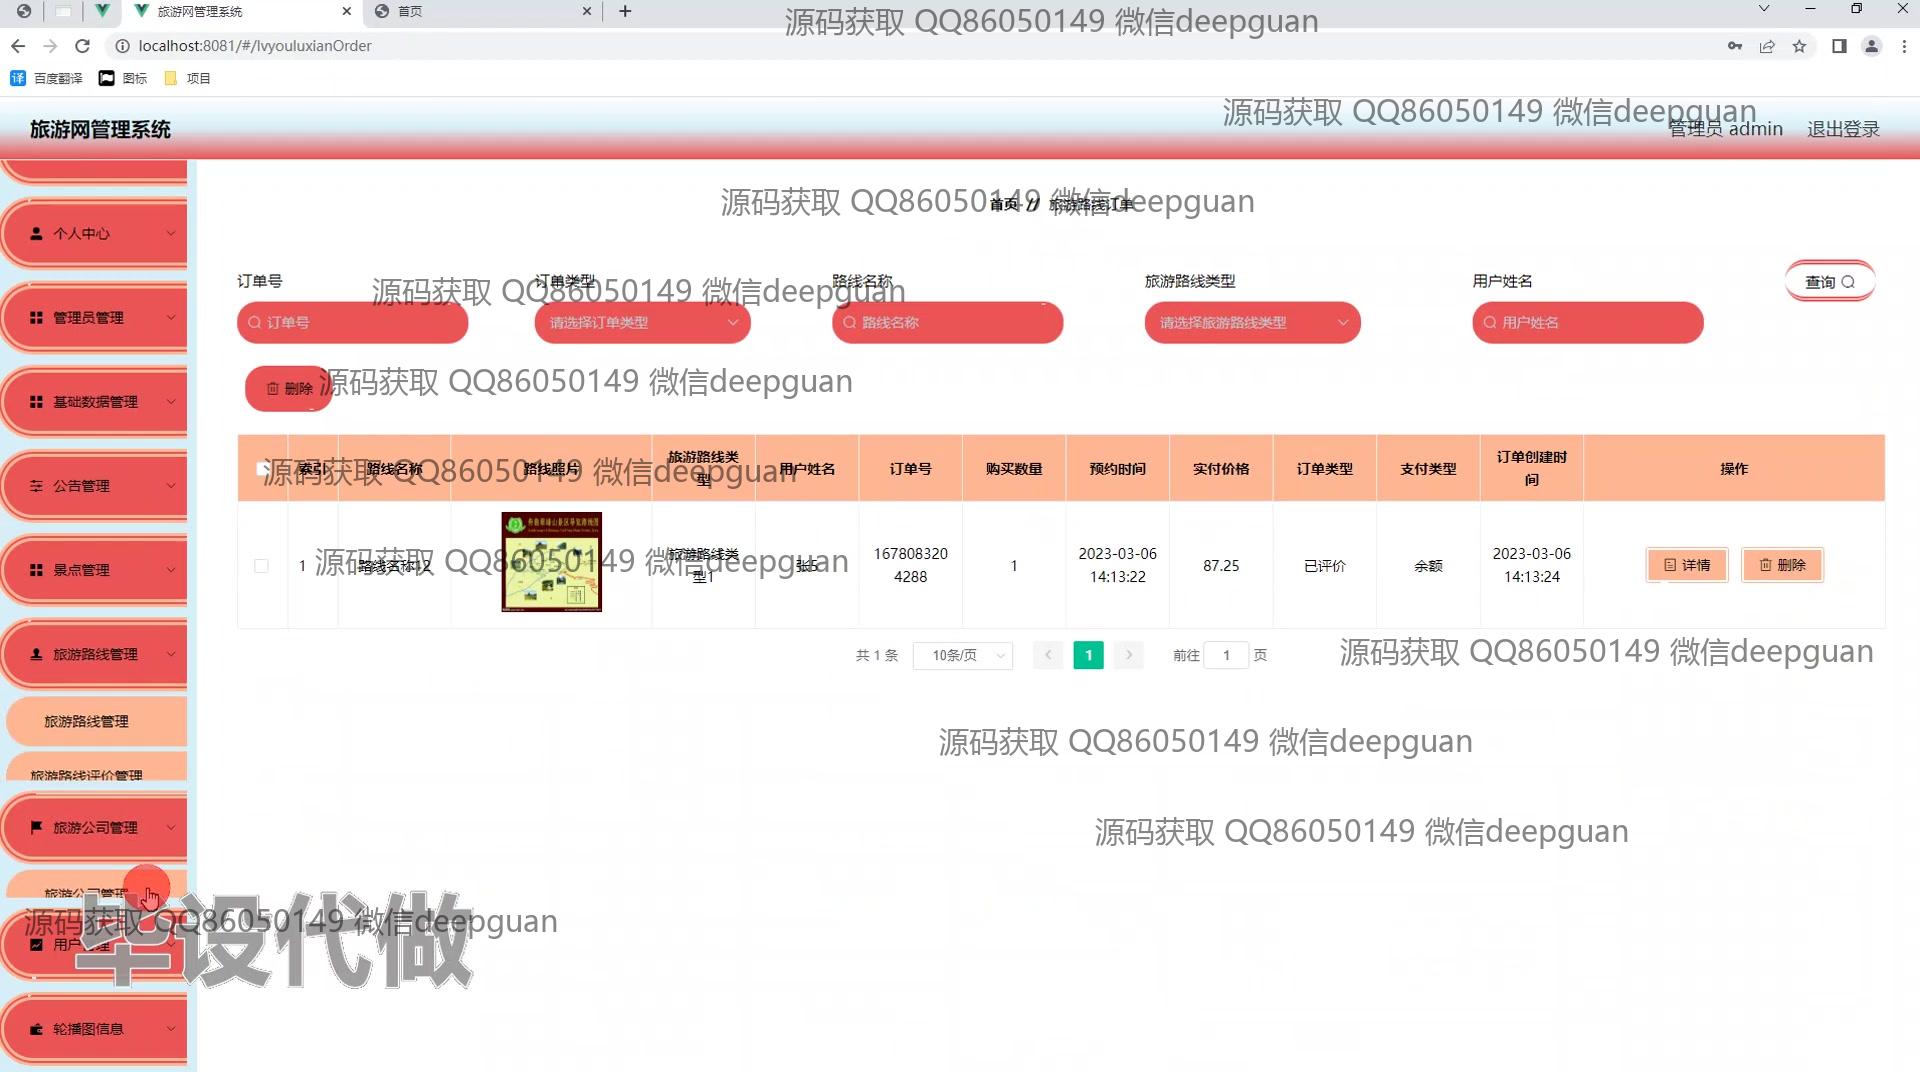 旅游网管理系统
首页
localhost:8081/#/lvyouluxianOrder
百度翻译 图标 项目
旅游网管理系统
管理员 admin 退出登录
源码获取 QQ86050149 微信deepguan
源码获取 QQ86050149 微信deepguan
源码获取 QQ86050149 微信deepguan
首页 // 旅游路线订单
个人中心
管理员管理
基础数据管理
公告管理
景点管理
旅游路线管理
旅游路线管理
旅游路线评价管理
旅游公司管理
旅游公司管理
用户管理
轮播图信息
订单号 订单类型 路线名称 旅游路线类型 用户姓名 查询
源码获取 QQ86050149 微信deepguan
订单号 请选择订单类型 路线名称 请选择旅游路线类型 用户姓名
删除
源码获取 QQ86050149 微信deepguan
索引 路线名称 路线照片 旅游路线类型 用户姓名 订单号 购买数量 预约时间 实付价格 订单类型 支付类型 订单创建时间 操作
源码获取 QQ86050149 微信deepguan
1 路线名称12 旅游路线类型1 张5 1678083204288 1 2023-03-06 14:13:22 87.25 已评价 余额 2023-03-06 14:13:24 详情 删除
源码获取 QQ86050149 微信deepguan
共 1 条 10条/页 1 前往 1 页
源码获取 QQ86050149 微信deepguan
源码获取 QQ86050149 微信deepguan
源码获取 QQ86050149 微信deepguan
源码获取 QQ86050149 微信deepguan
毕设代做